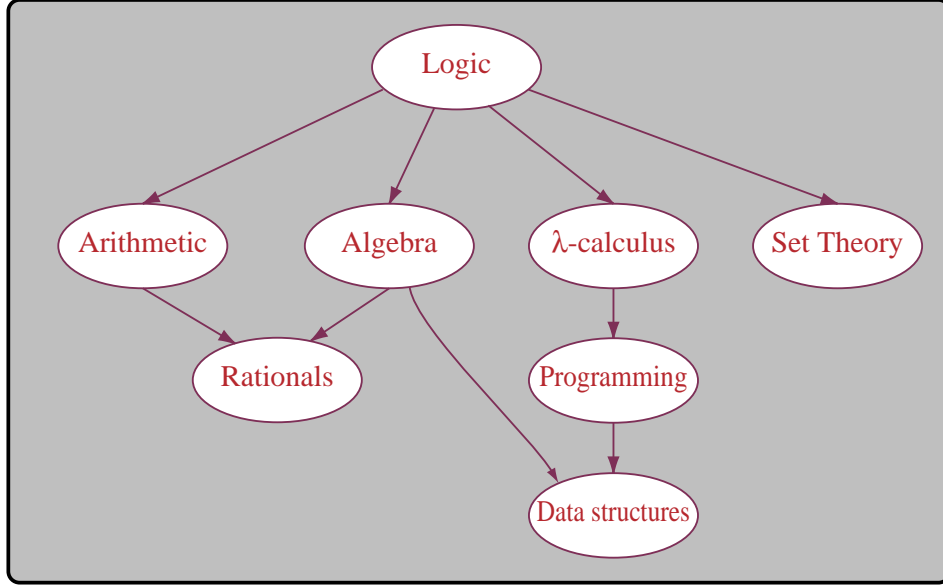 Logic
Arithmetic
Algebra
λ-calculus
Set Theory
Rationals
Programming
Data structures